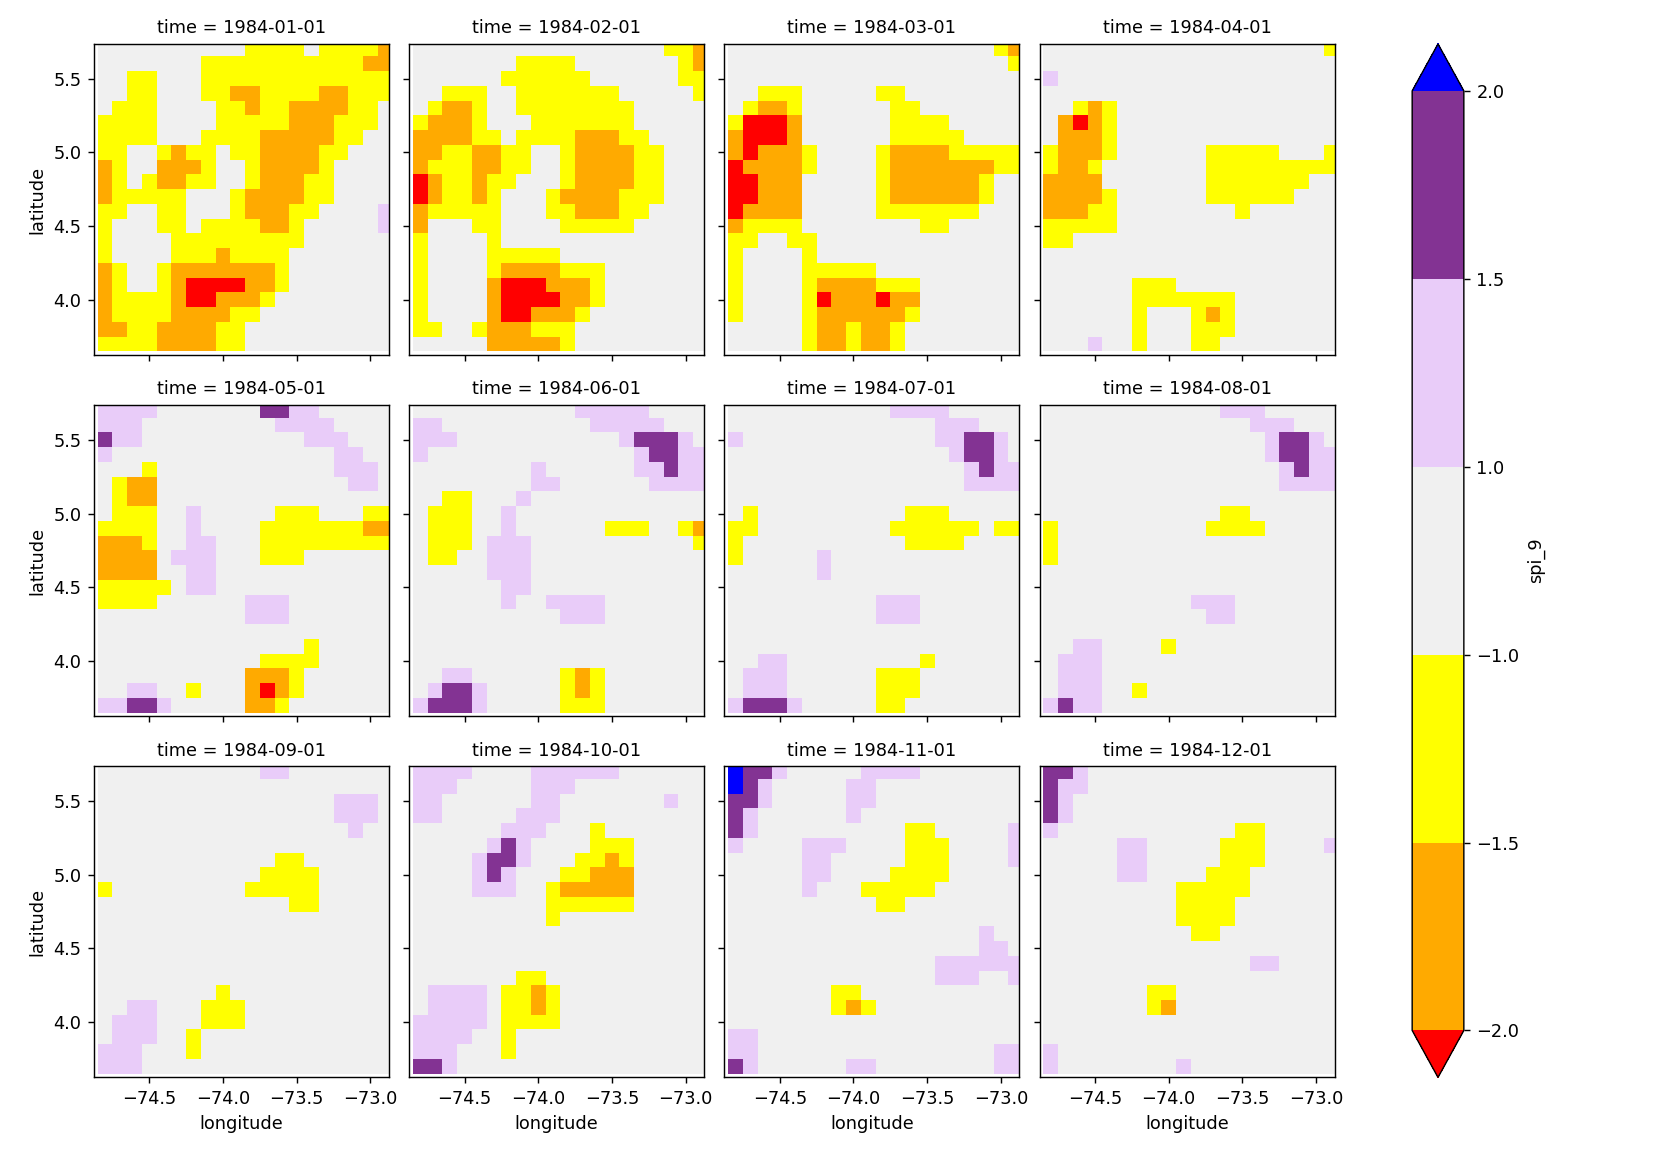 time = 1984-01-01
time = 1984-02-01
time = 1984-03-01
time = 1984-04-01
5.5
5.0
4.5
4.0
latitude
time = 1984-05-01
time = 1984-06-01
time = 1984-07-01
time = 1984-08-01
5.5
5.0
4.5
4.0
latitude
time = 1984-09-01
time = 1984-10-01
time = 1984-11-01
time = 1984-12-01
5.5
5.0
4.5
4.0
latitude
−74.5 −74.0 −73.5 −73.0
longitude
−74.5 −74.0 −73.5 −73.0
longitude
−74.5 −74.0 −73.5 −73.0
longitude
−74.5 −74.0 −73.5 −73.0
longitude
2.0
1.5
1.0
−1.0
−1.5
−2.0
spi_9